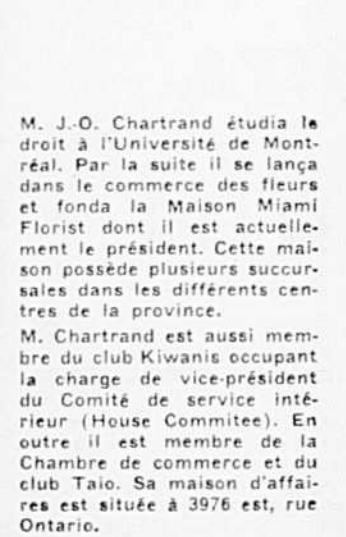 M. J.-O. Chartrand étudia le
droit à l'Université de Mont-
réal. Par la suite il se lança
dans le commerce des fleurs
et fonda la Maison Miami
Florist dont il est actuelle-
ment le président. Cette mai-
son possède plusieurs succur-
sales dans les différents cen-
tres de la province.
M. Chartrand est aussi mem-
bre du club Kiwanis occupant
la charge de vice-président
du Comité de service inté-
rieur (House Commitee). En
outre il est membre de la
Chambre de commerce et du
club Taio. Sa maison d'affai-
res est située à 3976 est, rue
Ontario.